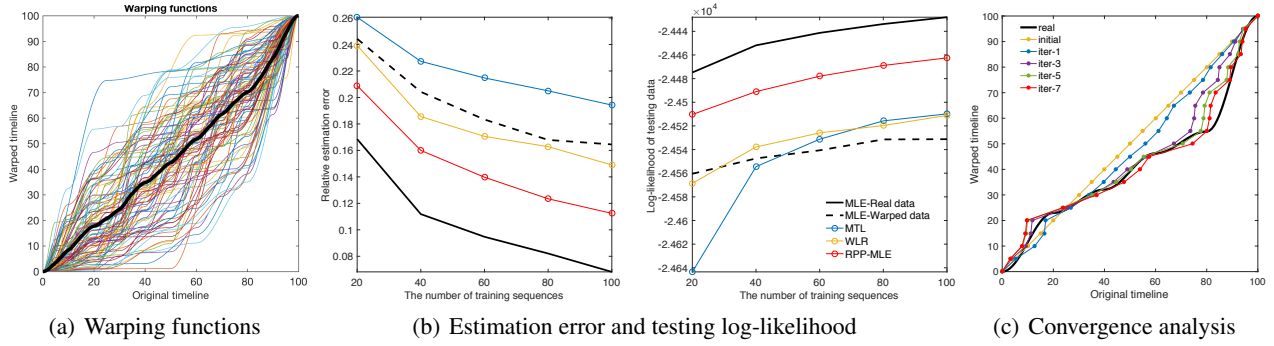 Warping functions
100
90
80
70
60
50
40
30
20
10
0
0 20 40 60 80 100
Warped timeline
Original timeline
(a) Warping functions
0.26
0.24
0.22
0.2
0.18
0.16
0.14
0.12
0.1
0.08
20 40 60 80 100
Relative estimation error
The number of training sequences
×10⁴
-2.444
-2.446
-2.448
-2.45
-2.452
-2.454
-2.456
-2.458
-2.46
-2.462
-2.464
20 40 60 80 100
Log-likelihood of testing data
The number of training sequences
MLE-Real data
MLE-Warped data
MTL
WLR
RPP-MLE
(b) Estimation error and testing log-likelihood
100
90
80
70
60
50
40
30
20
10
0
0 20 40 60 80 100
Warped timeline
Original timeline
real
initial
iter-1
iter-3
iter-5
iter-7
(c) Convergence analysis